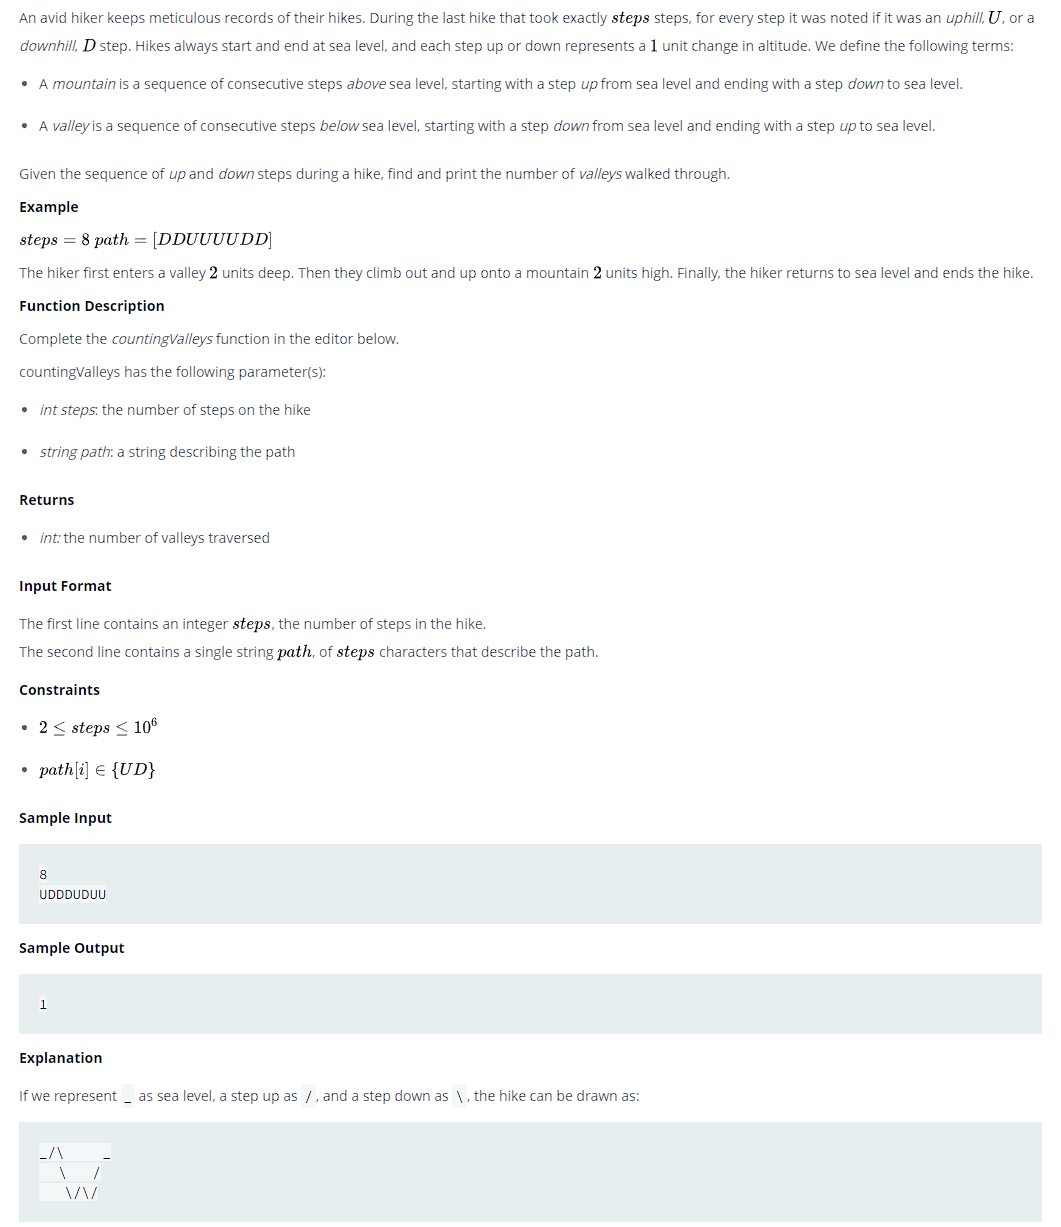 An avid hiker keeps meticulous records of their hikes. During the last hike that took exactly steps steps, for every step it was noted if it was an uphill, U, or a
downhill, D step. Hikes always start and end at sea level, and each step up or down represents a 1 unit change in altitude. We define the following terms:
• A mountain is a sequence of consecutive steps above sea level, starting with a step up from sea level and ending with a step down to sea level.
• A valley is a sequence of consecutive steps below sea level, starting with a step down from sea level and ending with a step up to sea level.
Given the sequence of up and down steps during a hike, find and print the number of valleys walked through.
Example
steps = 8 path = [DDUUUUDD]
The hiker first enters a valley 2 units deep. Then they climb out and up onto a mountain 2 units high. Finally, the hiker returns to sea level and ends the hike.
Function Description
Complete the countingValleys function in the editor below.
countingValleys has the following parameter(s):
• int steps: the number of steps on the hike
• string path: a string describing the path
Returns
• int: the number of valleys traversed
Input Format
The first line contains an integer steps, the number of steps in the hike.
The second line contains a single string path, of steps characters that describe the path.
Constraints
• 2 ≤ steps ≤ 10⁶
• path[i] ∈ {UD}
Sample Input
8
UDDDUDUU
Sample Output
1
Explanation
If we represent _ as sea level, a step up as /, and a step down as \, the hike can be drawn as:
_/\      _
   \    /
    \/\/